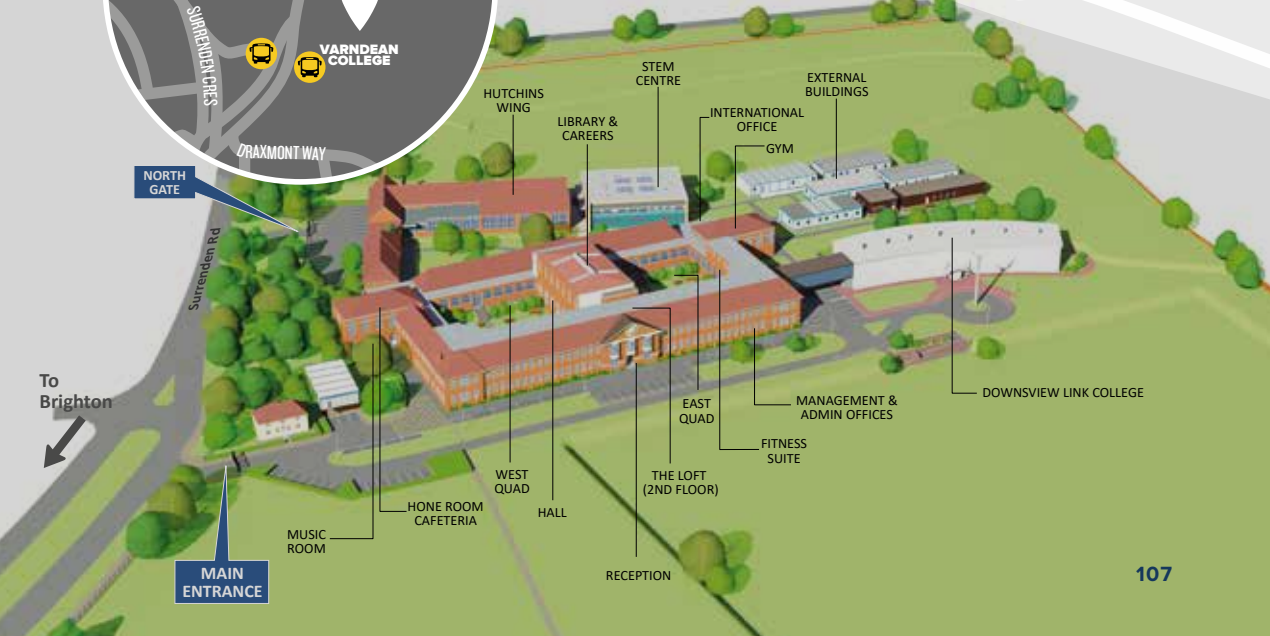 SURRENDEN CRES
VARNDEAN
COLLEGE
DRAXMONT WAY
NORTH
GATE
Surrenden Rd
HUTCHINS
WING
LIBRARY &
CAREERS
STEM
CENTRE
INTERNATIONAL
OFFICE
GYM
EXTERNAL
BUILDINGS
To
Brighton
MAIN
ENTRANCE
MUSIC
ROOM
HONE ROOM
CAFETERIA
WEST
QUAD
HALL
RECEPTION
THE LOFT
(2ND FLOOR)
EAST
QUAD
FITNESS
SUITE
MANAGEMENT &
ADMIN OFFICES
DOWNSVIEW LINK COLLEGE
107